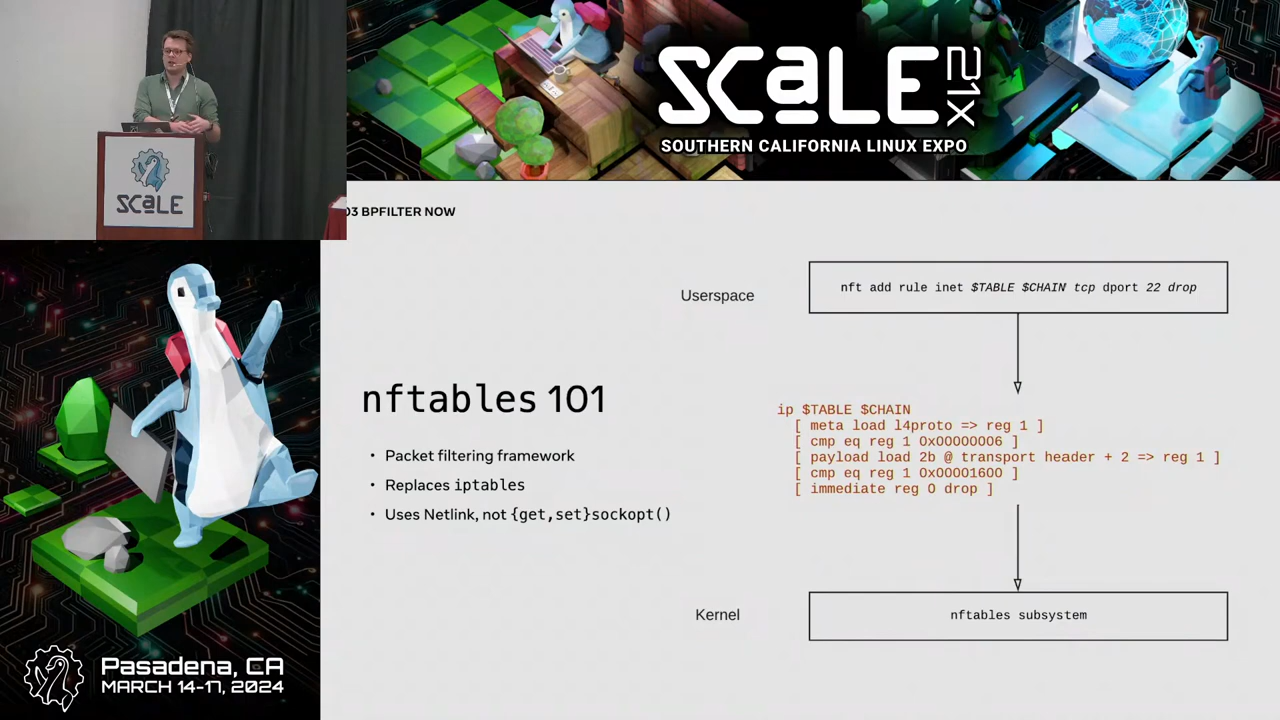 SCALE
21X
SOUTHERN CALIFORNIA LINUX EXPO
SCALE
03 BPFILTER NOW
nftables 101
• Packet filtering framework
• Replaces iptables
• Uses Netlink, not {get,set}sockopt()
Userspace
nft add rule inet $TABLE $CHAIN tcp dport 22 drop
ip $TABLE $CHAIN
[ meta load l4proto => reg 1 ]
[ cmp eq reg 1 0x00000006 ]
[ payload load 2b @ transport header + 2 => reg 1 ]
[ cmp eq reg 1 0x00001600 ]
[ immediate reg 0 drop ]
Kernel
nftables subsystem
Pasadena, CA
MARCH 14-17, 2024